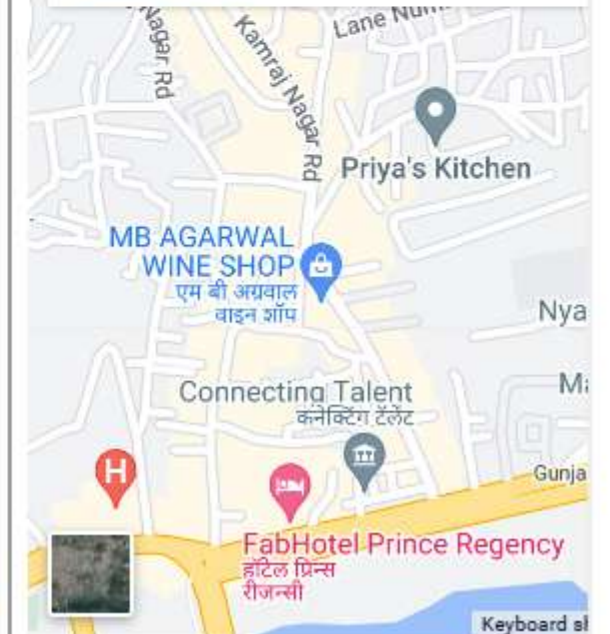 Nagar Rd
Kamraj Nagar Rd
Lane Num
Priya's Kitchen
MB AGARWAL
WINE SHOP
एम बी अग्रवाल
वाइन शॉप
Nya
Connecting Talent
कनेक्टिंग टॅलेंट
Ma
H
Gunja
FabHotel Prince Regency
हॉटेल प्रिन्स
रीजन्सी
Keyboard sh